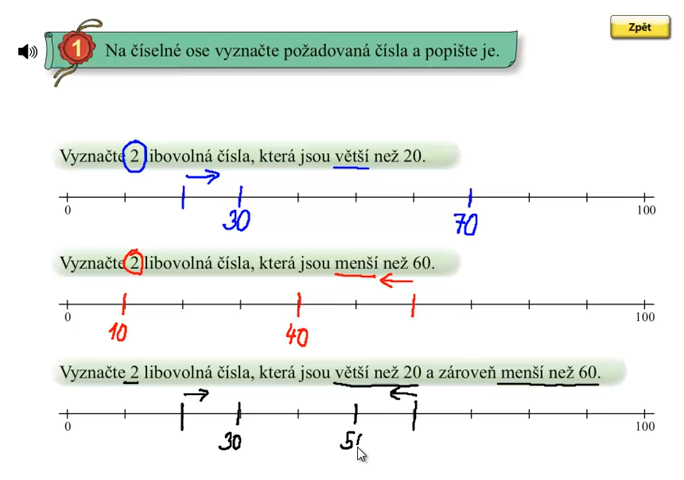 Zpět
1 Na číselné ose vyznačte požadovaná čísla a popište je.
Vyznačte 2 libovolná čísla, která jsou větší než 20.
0 100
30 70
Vyznačte 2 libovolná čísla, která jsou menší než 60.
0 100
10 40
Vyznačte 2 libovolná čísla, která jsou větší než 20 a zároveň menší než 60.
0 100
30